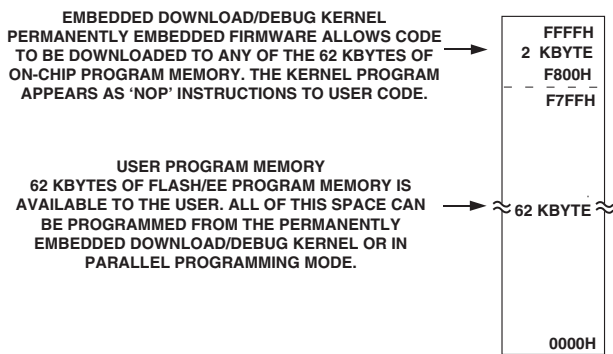 EMBEDDED DOWNLOAD/DEBUG KERNEL
PERMANENTLY EMBEDDED FIRMWARE ALLOWS CODE
TO BE DOWNLOADED TO ANY OF THE 62 KBYTES OF
ON-CHIP PROGRAM MEMORY. THE KERNEL PROGRAM
APPEARS AS ‘NOP’ INSTRUCTIONS TO USER CODE.
FFFFH
2 KBYTE
F800H
F7FFH
USER PROGRAM MEMORY
62 KBYTES OF FLASH/EE PROGRAM MEMORY IS
AVAILABLE TO THE USER. ALL OF THIS SPACE CAN
BE PROGRAMMED FROM THE PERMANENTLY
EMBEDDED DOWNLOAD/DEBUG KERNEL OR IN
PARALLEL PROGRAMMING MODE.
62 KBYTE
0000H